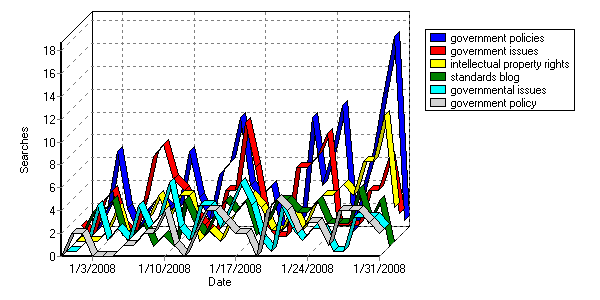 18
16
14
12
10
8
6
4
2
0
Searches
1/3/2008
1/10/2008
1/17/2008
1/24/2008
1/31/2008
Date
government policies
government issues
intellectual property rights
standards blog
governmental issues
government policy